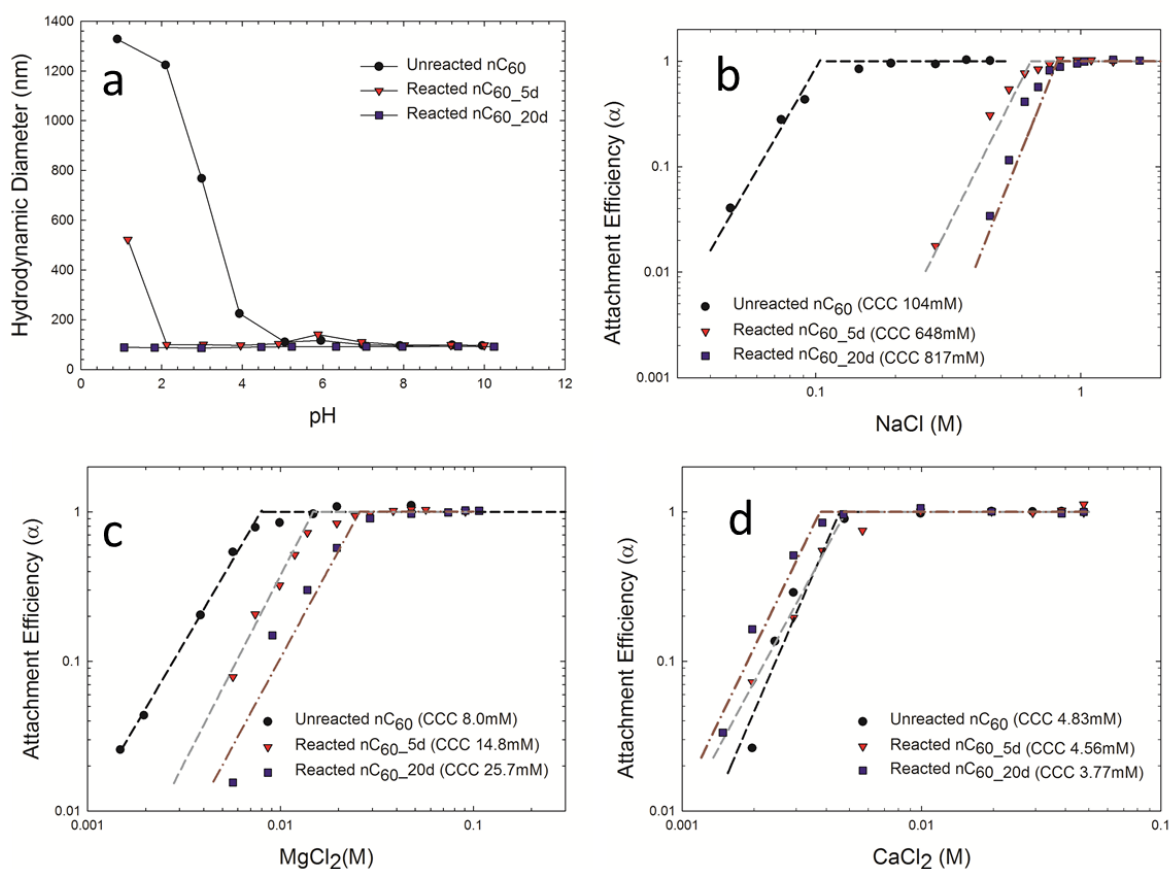 a
Hydrodynamic Diameter (nm)
1400
1200
1000
800
600
400
200
0
0 2 4 6 8 10 12
pH
Unreacted nC60
Reacted nC60_5d
Reacted nC60_20d
b
Attachment Efficiency (α)
1
0.1
0.01
0.001
0.1 1
NaCl (M)
Unreacted nC60 (CCC 104mM)
Reacted nC60_5d (CCC 648mM)
Reacted nC60_20d (CCC 817mM)
c
Attachment Efficiency (α)
1
0.1
0.01
0.001 0.01 0.1
MgCl2(M)
Unreacted nC60 (CCC 8.0mM)
Reacted nC60_5d (CCC 14.8mM)
Reacted nC60_20d (CCC 25.7mM)
d
Attachment Efficiency (α)
1
0.1
0.01
0.001 0.01 0.1
CaCl2 (M)
Unreacted nC60 (CCC 4.83mM)
Reacted nC60_5d (CCC 4.56mM)
Reacted nC60_20d (CCC 3.77mM)